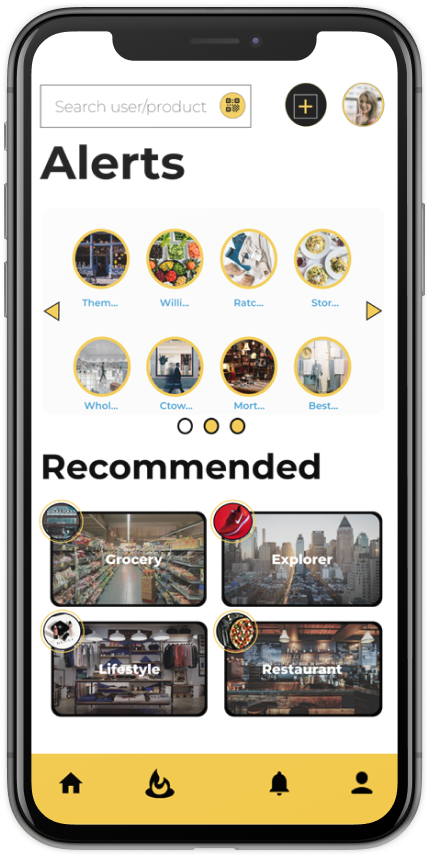 Search user/product
Alerts
Them... Willi... Ratc... Stor...
Whol... Ctow... Mort... Best...
Recommended
Grocery Explorer
Lifestyle Restaurant